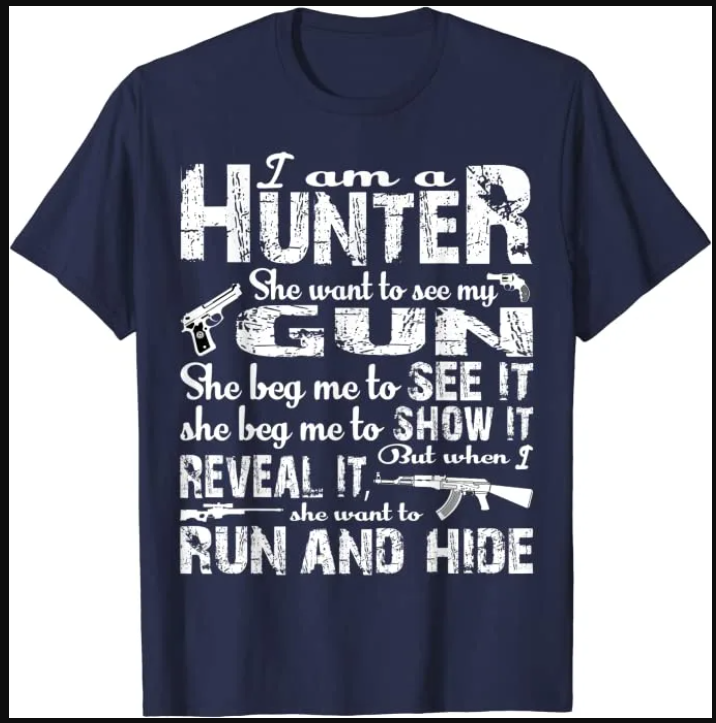 I am a
HUNTER
She want to see my
GUN
She beg me to SEE IT
she beg me to SHOW IT
But when I
REVEAL IT,
she want to
RUN AND HIDE